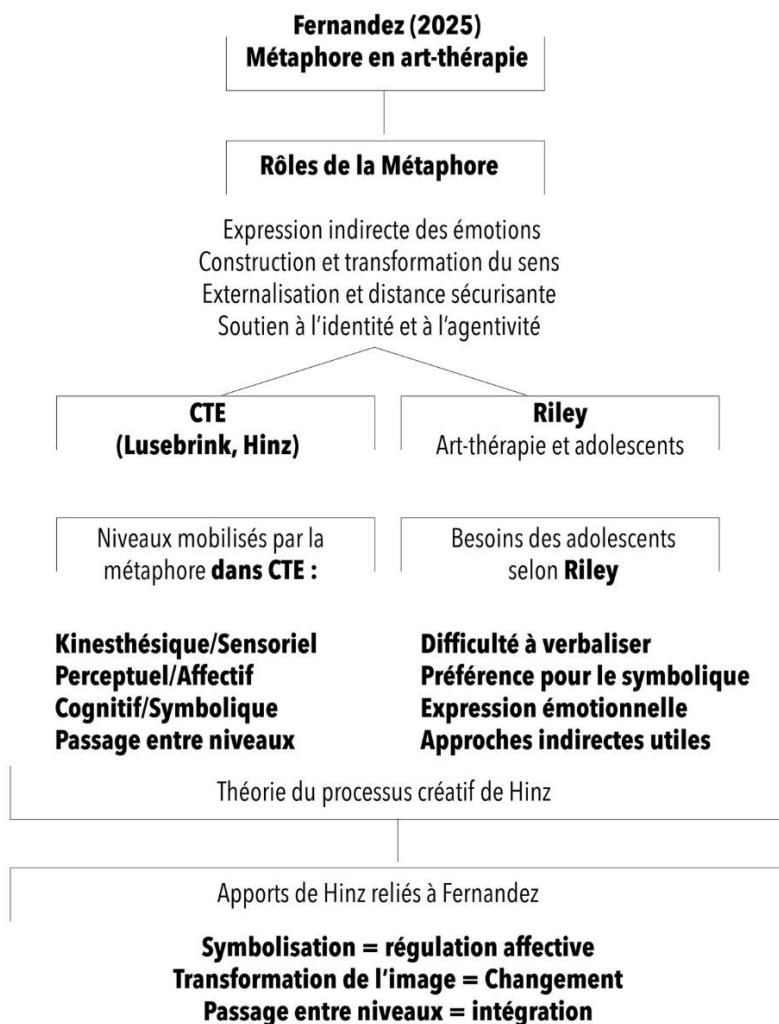 Fernandez (2025)
Métaphore en art-thérapie
Rôles de la Métaphore
Expression indirecte des émotions
Construction et transformation du sens
Externalisation et distance sécurisante
Soutien à l'identité et à l'agentivité
CTE
(Lusebrink, Hinz)
Riley
Art-thérapie et adolescents
Niveaux mobilisés par la
métaphore dans CTE :
Besoins des adolescents
selon Riley
Kinesthésique/Sensoriel
Perceptuel/Affectif
Cognitif/Symbolique
Passage entre niveaux
Difficulté à verbaliser
Préférence pour le symbolique
Expression émotionnelle
Approches indirectes utiles
Théorie du processus créatif de Hinz
Apports de Hinz reliés à Fernandez
Symbolisation = régulation affective
Transformation de l'image = Changement
Passage entre niveaux = intégration